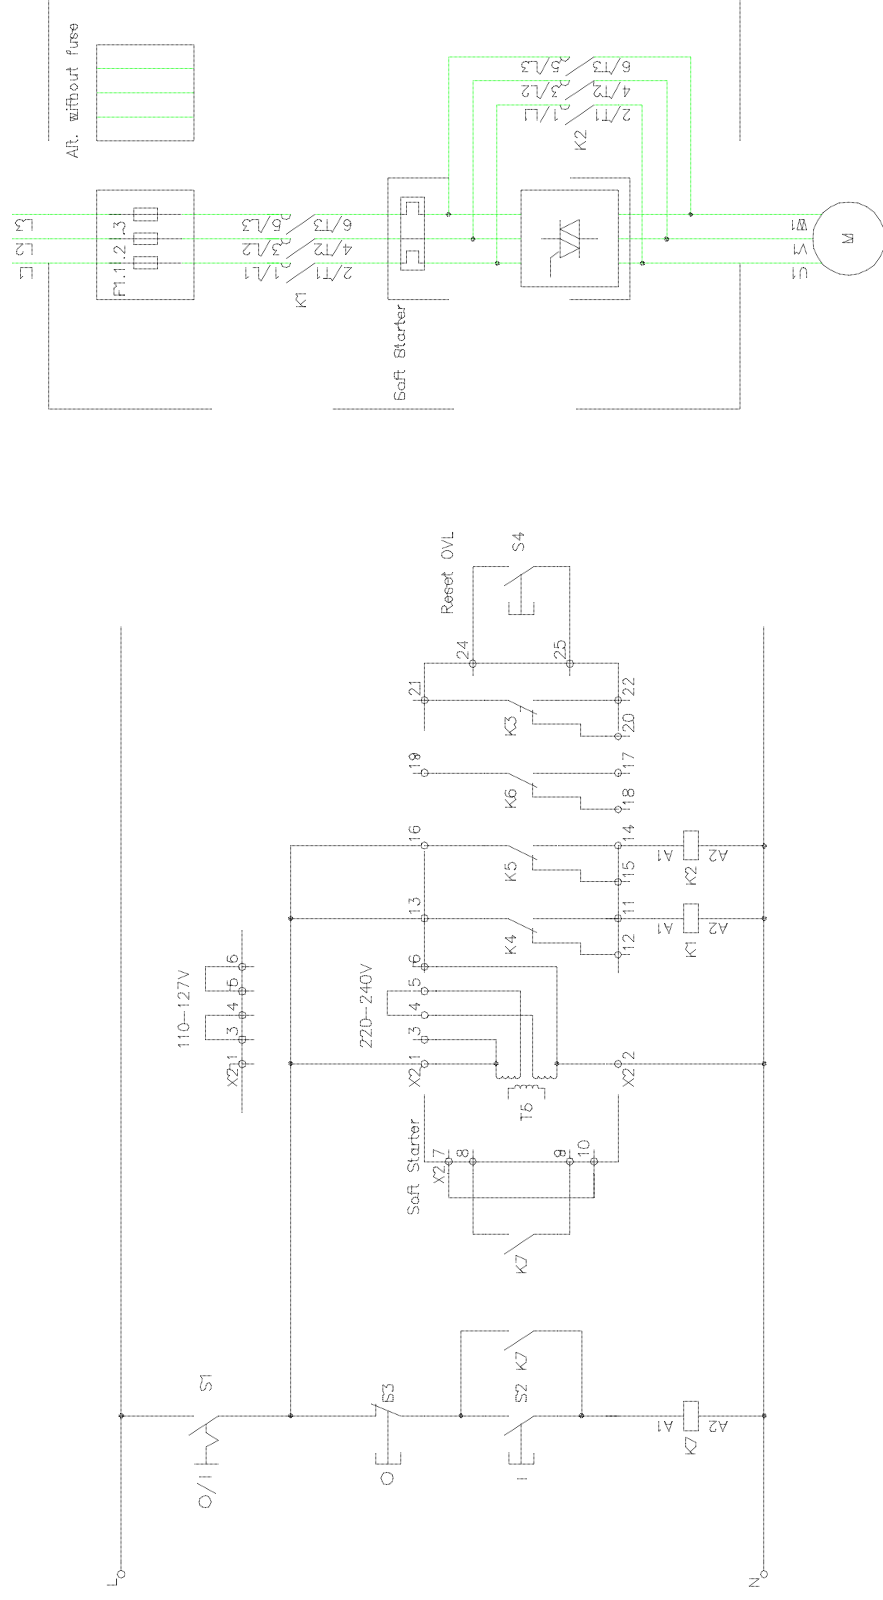 Alt. without fuse
L1
L2
L3
F1.1.2.3
1/L1
3/L2
5/L3
K1
2/T1
4/T2
6/T3
Soft Starter
1/L1
3/L2
5/L3
K2
2/T1
4/T2
6/T3
U1
V1
W1
M
L
O/I
S1
110-127V
X2
1
3
4
5
6
220-240V
Soft Starter
X2
1
3
4
5
6
13
16
19
21
24
Reset OVL
S4
X2
7
8
9
10
T5
K4
K5
K6
K3
25
X2
2
12
11
15
14
18
17
20
22
O
S3
I
S2
K7
K7
A1
K7
A2
A1
K1
A2
A1
K2
A2
N